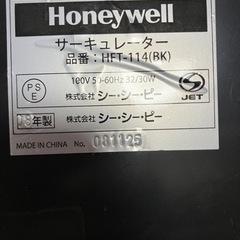 Honeywell
サーキュレーター
品番：HFT-114(BK)
100V 50-60Hz 32/30W
PS
E
JET
株式会社 シー・シー・ピー
年製
株式会社 シー・シー・ピー
MADE IN CHINA No. 081125